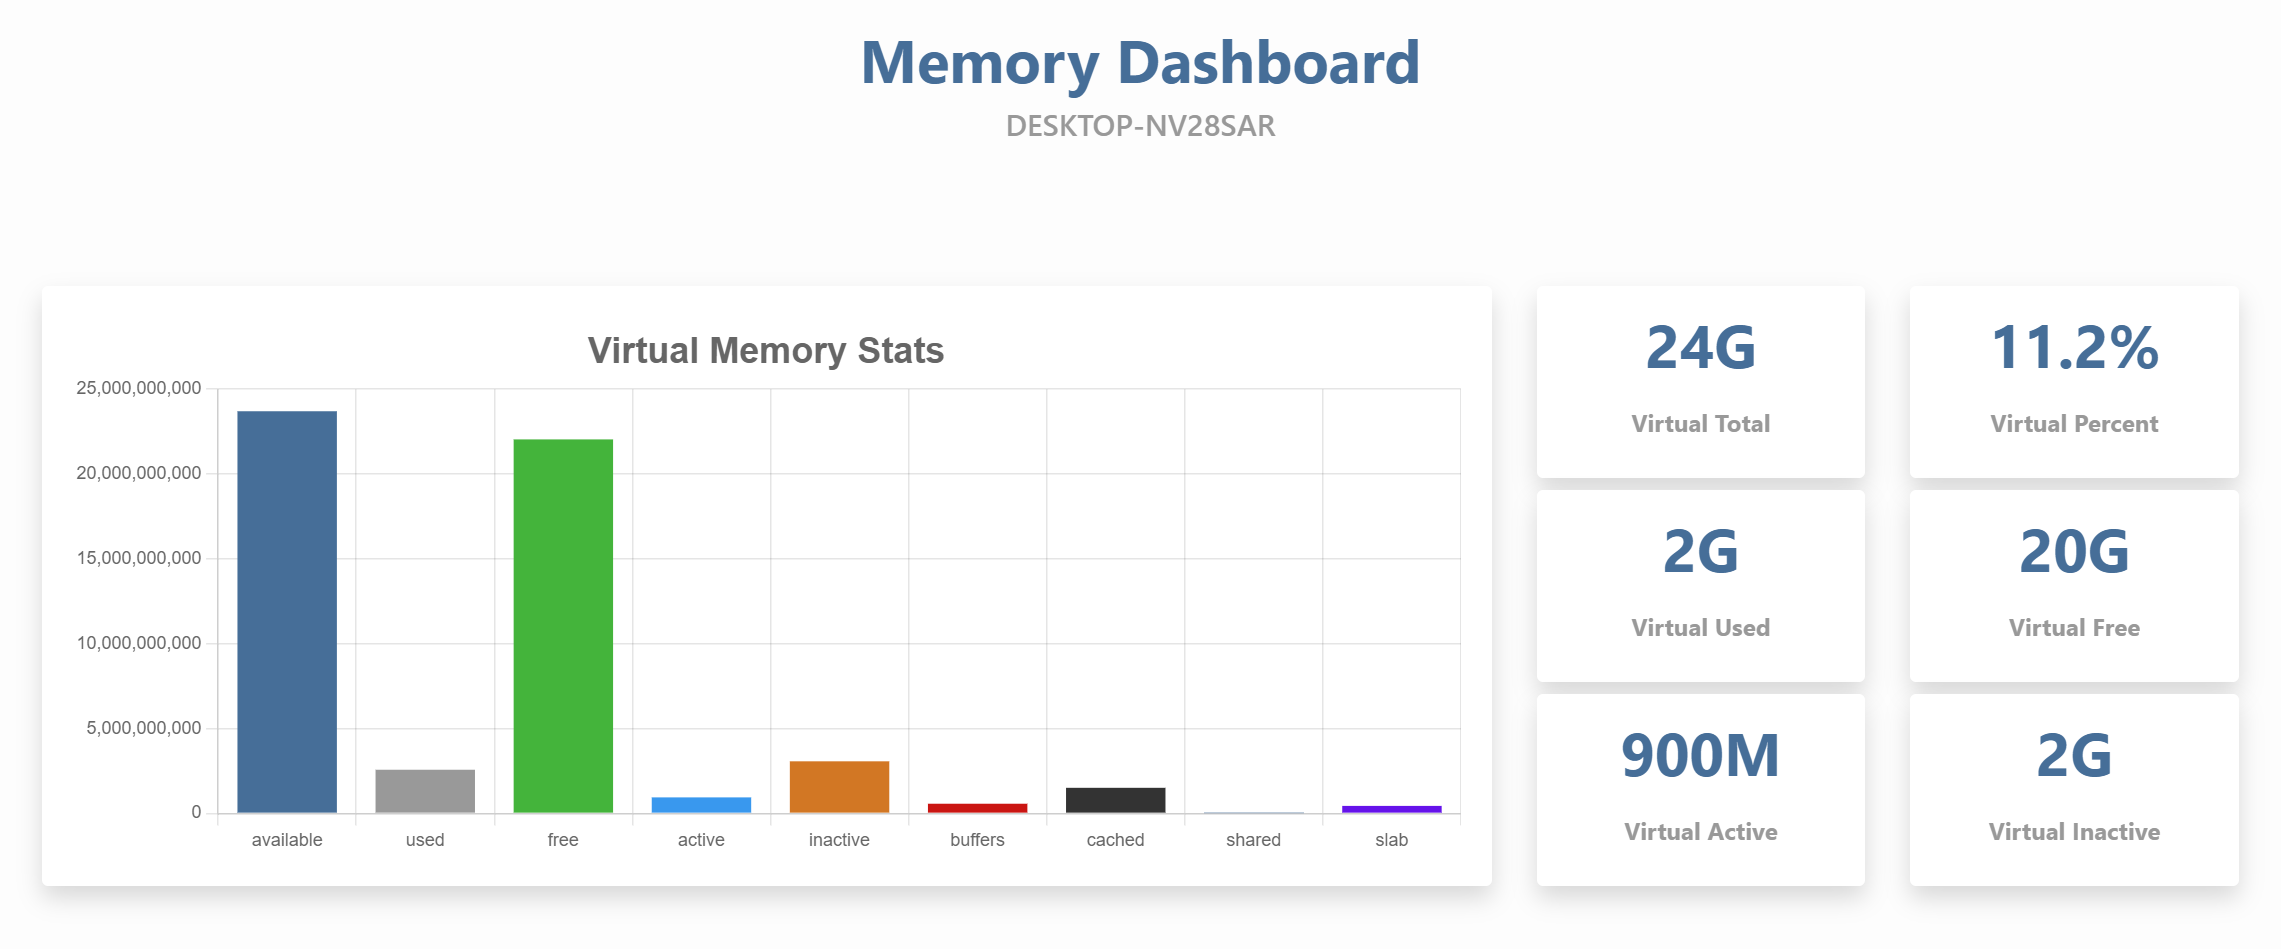 Memory Dashboard
DESKTOP-NV28SAR
Virtual Memory Stats
25,000,000,000
20,000,000,000
15,000,000,000
10,000,000,000
5,000,000,000
0
available used free active inactive buffers cached shared slab
24G
Virtual Total
11.2%
Virtual Percent
2G
Virtual Used
20G
Virtual Free
900M
Virtual Active
2G
Virtual Inactive